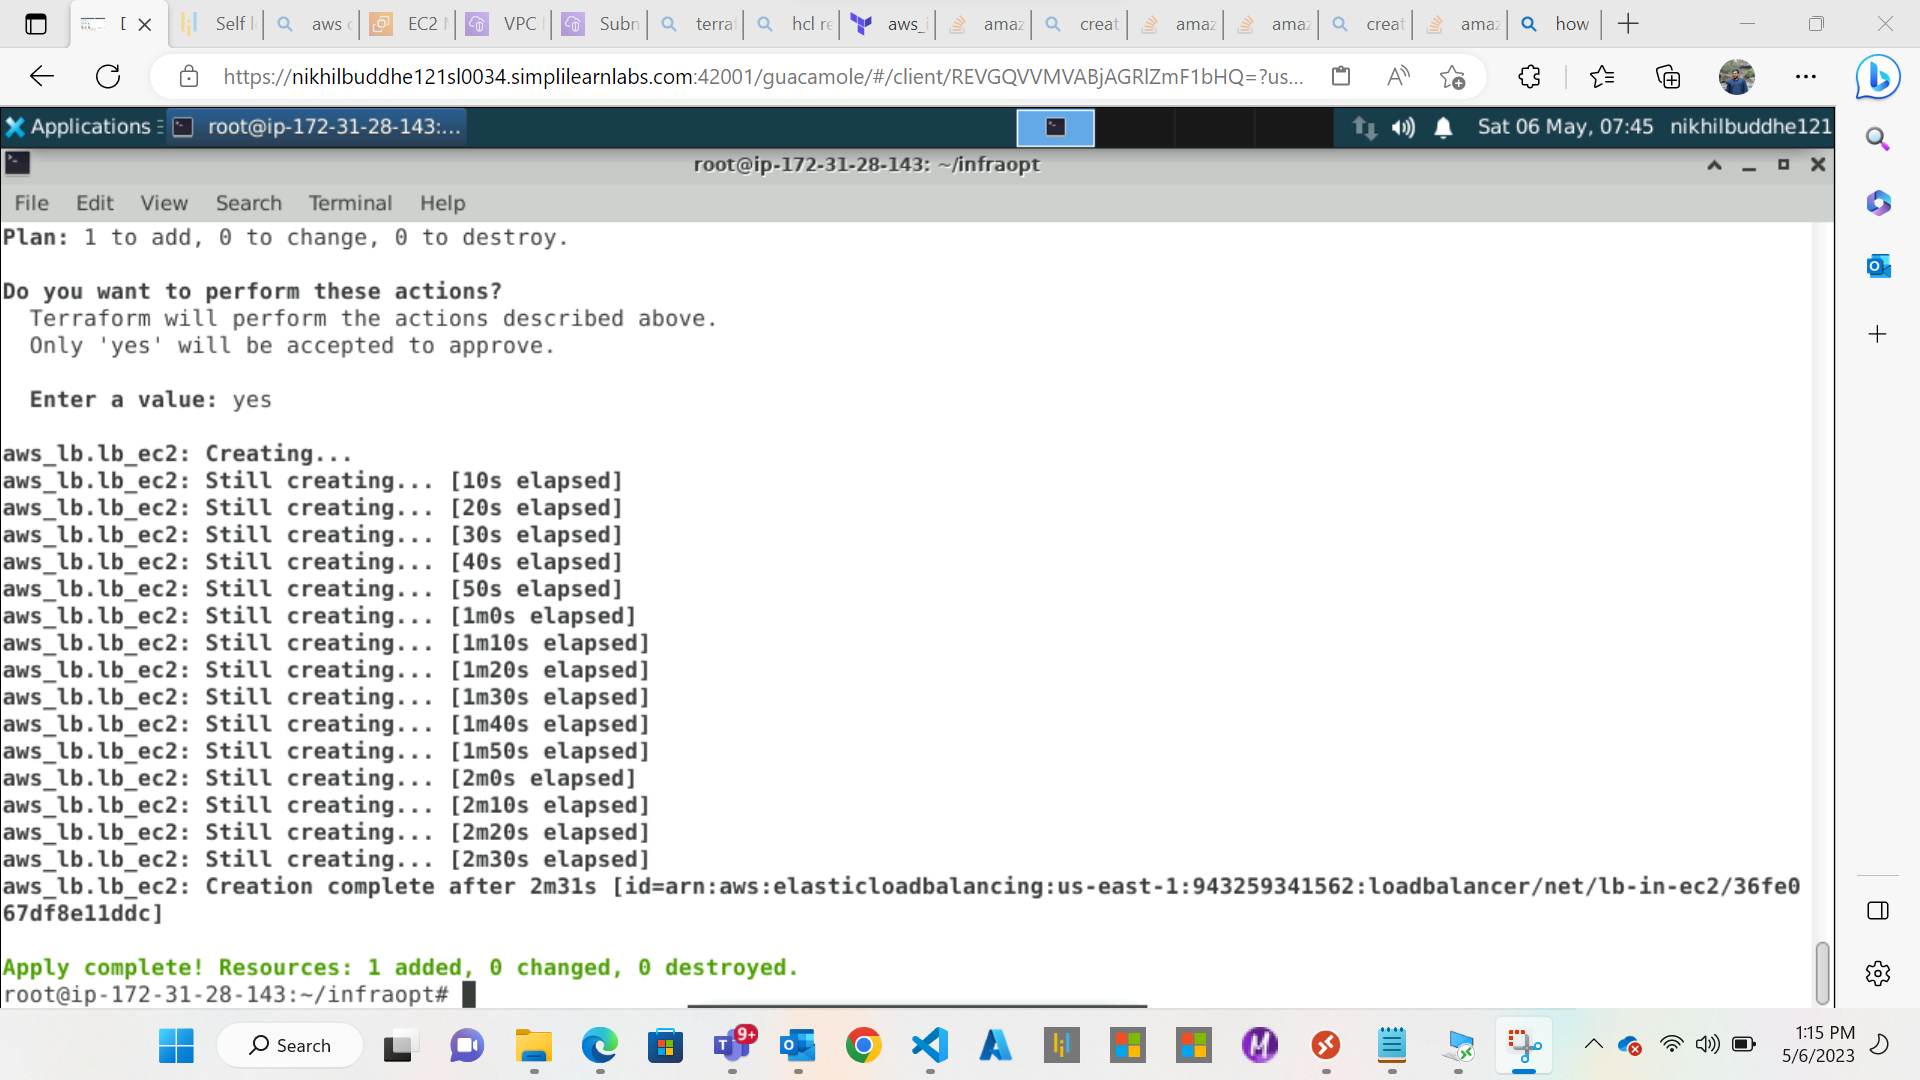 [
Self l
aws c
EC2 M
VPC
Subn
terra
hcl re
aws_i
amaz
creat
amaz
amaz
creat
amaz
how
https://nikhilbuddhe121sl0034.simplilearnlabs.com:42001/guacamole/#/client/REVGQVVMVABjAGRlZmF1bHQ=?us...
Applications
root@ip-172-31-28-143:...
Sat 06 May, 07:45 nikhilbuddhe121
root@ip-172-31-28-143: ~/infraopt
File Edit View Search Terminal Help
Plan: 1 to add, 0 to change, 0 to destroy.
Do you want to perform these actions?
Terraform will perform the actions described above.
Only 'yes' will be accepted to approve.
Enter a value: yes
aws_lb.lb_ec2: Creating...
aws_lb.lb_ec2: Still creating... [10s elapsed]
aws_lb.lb_ec2: Still creating... [20s elapsed]
aws_lb.lb_ec2: Still creating... [30s elapsed]
aws_lb.lb_ec2: Still creating... [40s elapsed]
aws_lb.lb_ec2: Still creating... [50s elapsed]
aws_lb.lb_ec2: Still creating... [1m0s elapsed]
aws_lb.lb_ec2: Still creating... [1m10s elapsed]
aws_lb.lb_ec2: Still creating... [1m20s elapsed]
aws_lb.lb_ec2: Still creating... [1m30s elapsed]
aws_lb.lb_ec2: Still creating... [1m40s elapsed]
aws_lb.lb_ec2: Still creating... [1m50s elapsed]
aws_lb.lb_ec2: Still creating... [2m0s elapsed]
aws_lb.lb_ec2: Still creating... [2m10s elapsed]
aws_lb.lb_ec2: Still creating... [2m20s elapsed]
aws_lb.lb_ec2: Still creating... [2m30s elapsed]
aws_lb.lb_ec2: Creation complete after 2m31s [id=arn:aws:elasticloadbalancing:us-east-1:943259341562:loadbalancer/net/lb-in-ec2/36fe0
67df8e11ddc]
Apply complete! Resources: 1 added, 0 changed, 0 destroyed.
root@ip-172-31-28-143:~/infraopt#
Search
9+
1:15 PM
5/6/2023